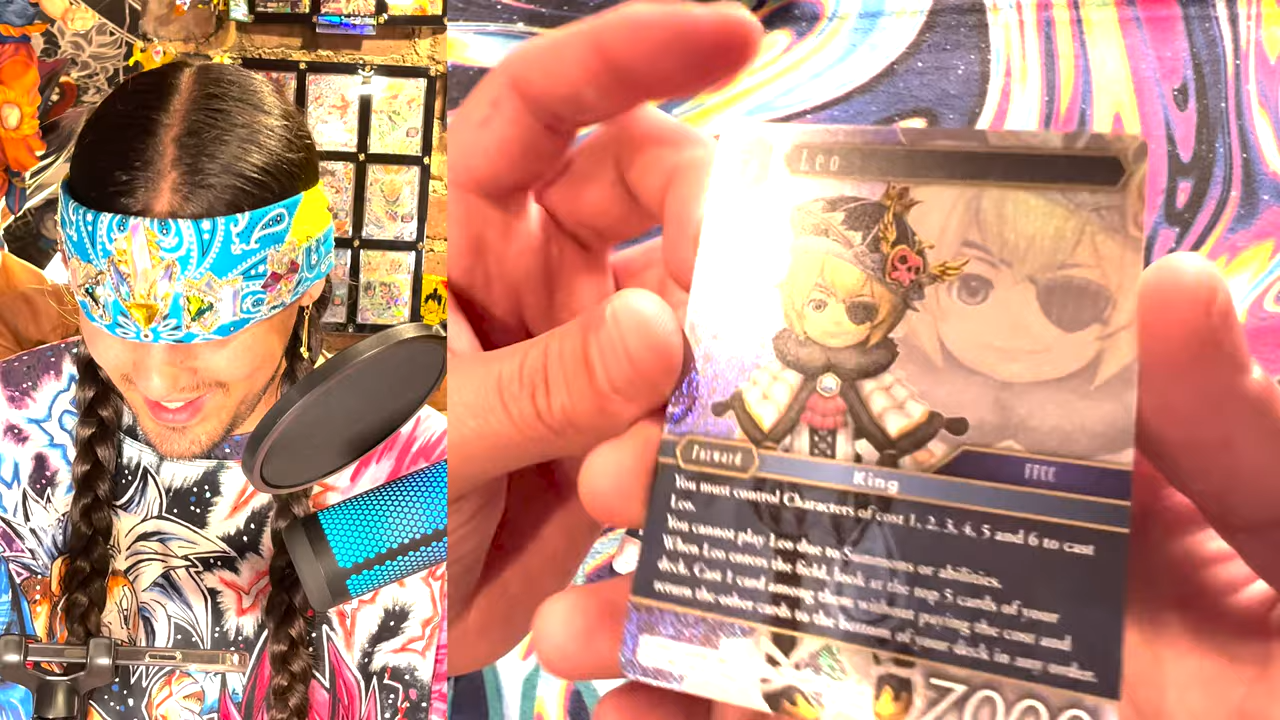 Leo
Forward
King
FFCC
You must control Characters of cost 1, 2, 3, 4, 5 and 6 to cast
Leo.
You cannot play Leo due to Summons or abilities.
When Leo enters the field, look at the top 5 cards of your
deck. Cast 1 card among them without paying the cost and
return the other cards to the bottom of your deck in any order.
7000